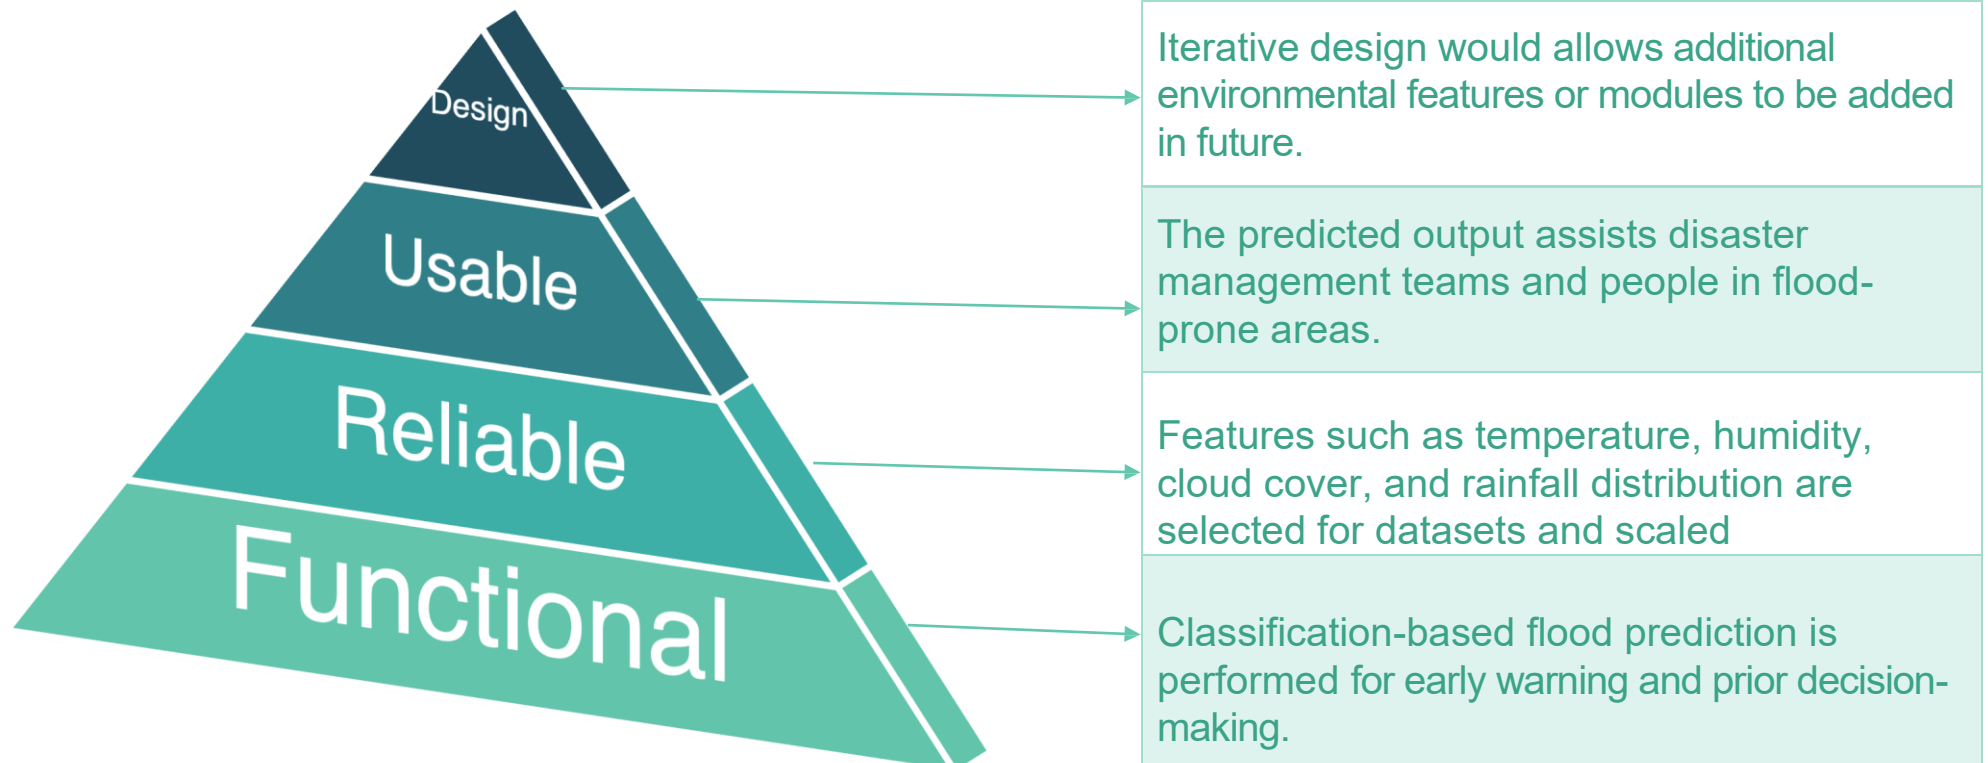 Design
Usable
Reliable
Functional
Iterative design would allows additional
environmental features or modules to be added
in future.
The predicted output assists disaster
management teams and people in flood-
prone areas.
Features such as temperature, humidity,
cloud cover, and rainfall distribution are
selected for datasets and scaled
Classification-based flood prediction is
performed for early warning and prior decision-
making.